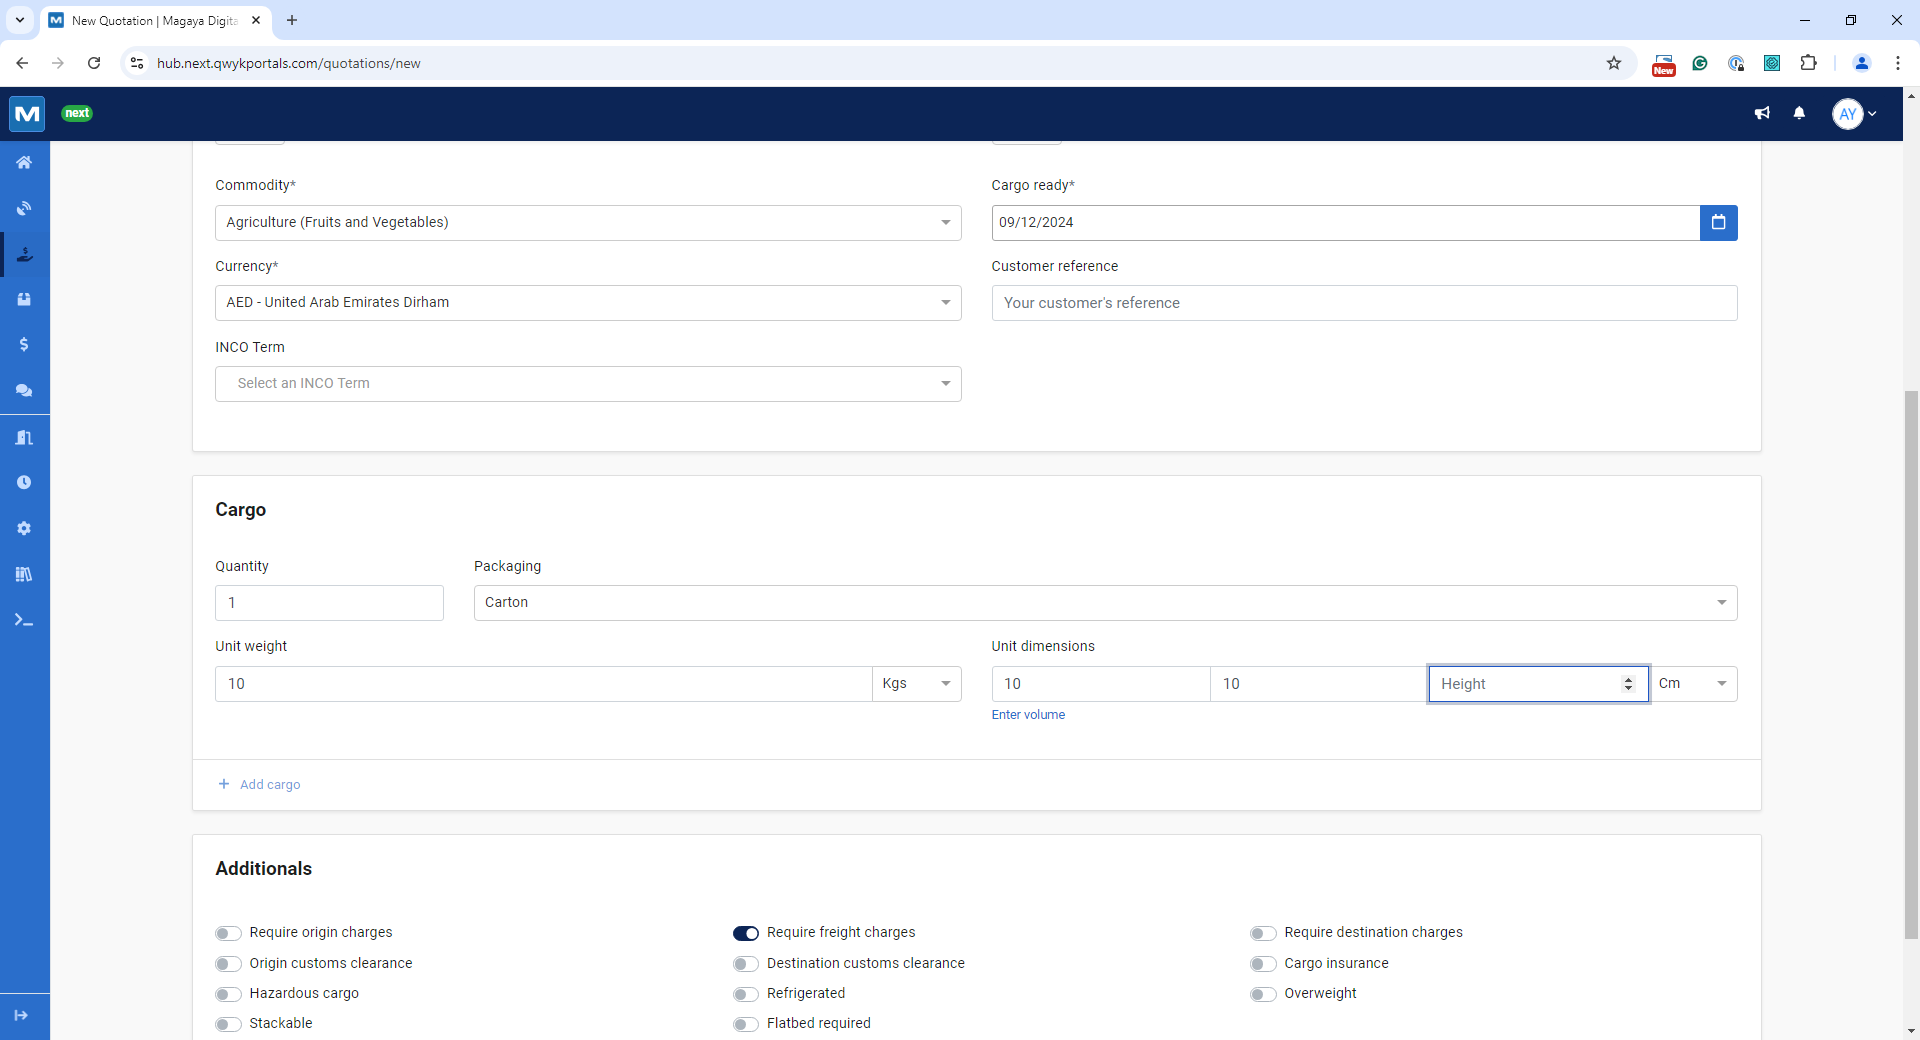 New Quotation | Magaya Digita
hub.next.qwykportals.com/quotations/new
New
M next
AY
Commodity*
Cargo ready*
Agriculture (Fruits and Vegetables)
09/12/2024
Currency*
Customer reference
AED - United Arab Emirates Dirham
Your customer's reference
INCO Term
Select an INCO Term
Cargo
Quantity
Packaging
1
Carton
Unit weight
Unit dimensions
10 Kgs
10 10 Height Cm
Enter volume
+ Add cargo
Additionals
Require origin charges
Require freight charges
Require destination charges
Origin customs clearance
Destination customs clearance
Cargo insurance
Hazardous cargo
Refrigerated
Overweight
Stackable
Flatbed required